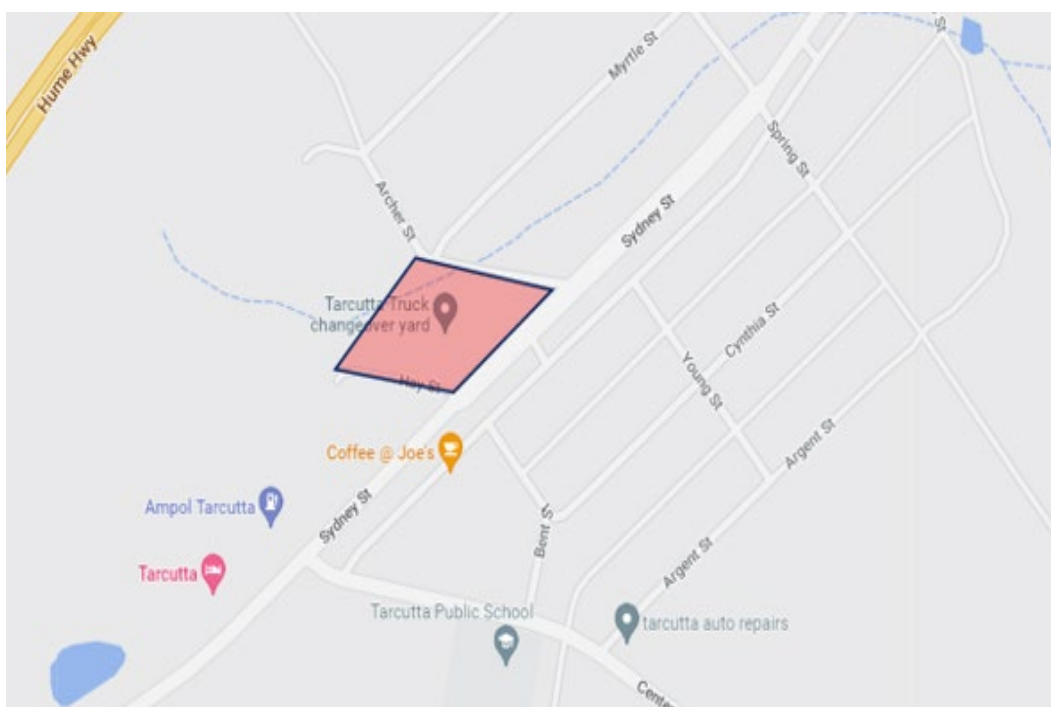 Hume Hwy
Myrtle St
St
Spring St
Archer St
Sydney St
Tarcutta Truck
changeover yard
Cynthia St
Hay St
Young St
Coffee @ Joe's
Argent St
Ampol Tarcutta
Sydney St
Bent St
Argent St
Tarcutta
Tarcutta Public School
tarcutta auto repairs
Center